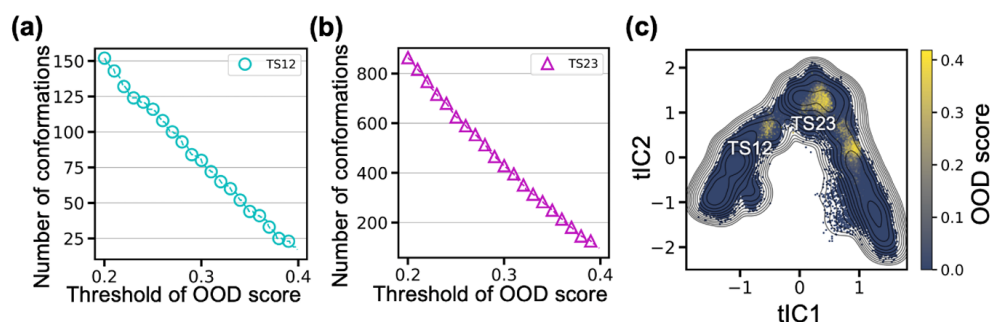 (a)
Number of conformations
150
125
100
75
50
25
TS12
0.2
0.3
0.4
Threshold of OOD score
(b)
Number of conformations
800
600
400
200
TS23
0.2
0.3
0.4
Threshold of OOD score
(c)
tIC2
2
1
0
−1
−2
TS12
TS23
−1
0
1
tIC1
0.4
0.3
0.2
0.1
0.0
OOD score